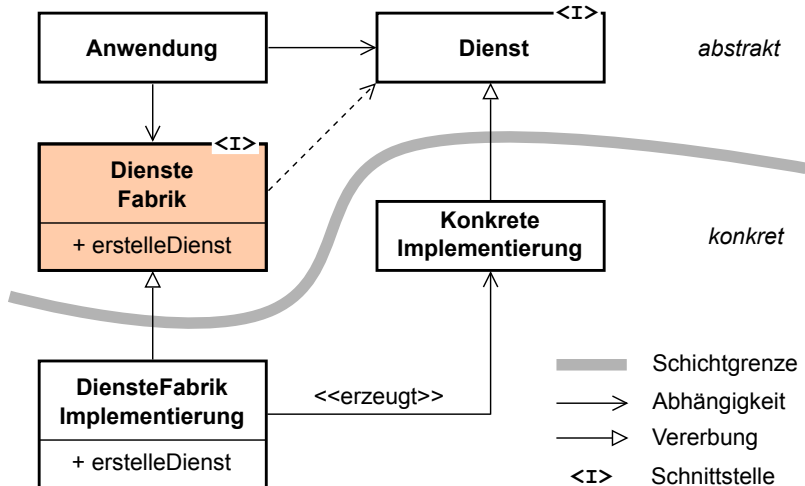 <I>
Anwendung
Dienst
abstrakt
<I>
Dienste
Fabrik
+ erstelleDienst
Konkrete
Implementierung
konkret
DiensteFabrik
Implementierung
+ erstelleDienst
<<erzeugt>>
Schichtgrenze
Abhängigkeit
Vererbung
<I> Schnittstelle